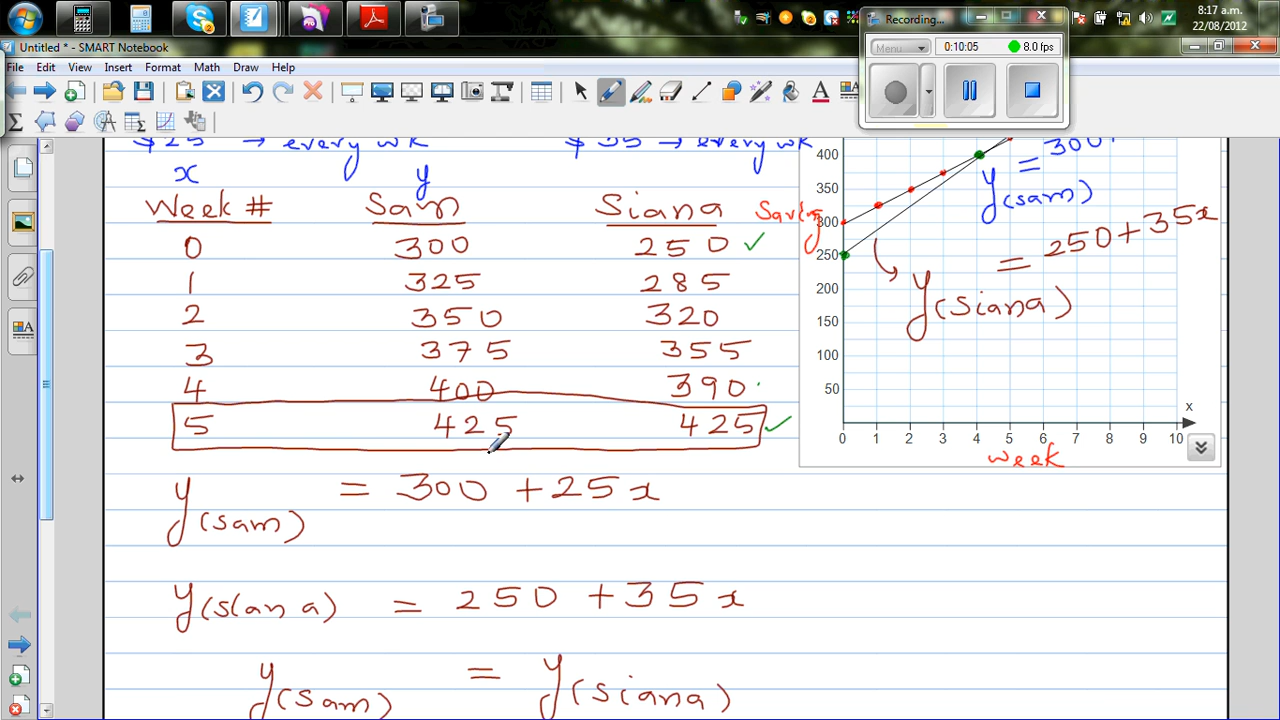 8:17 a.m.
22/08/2012
Recording...
Menu
0:10:05
8.0 fps
Untitled * - SMART Notebook
File Edit View Insert Format Math Draw Help
$ 25 → every wk
$ 35 → every wk
x y
Week # Sam Siana
0 300 250 ✓
1 325 285
2 350 320
3 375 355
4 400 390
5 425 425 ✓
y(sam) = 300 + 25x
y(siana) = 250 + 35x
y(sam) = y(siana)
Saving
400
350
300
250
200
150
100
50
0 1 2 3 4 5 6 7 8 9 10
x
week
y(sam) = 300
y(siana) = 250 + 35x